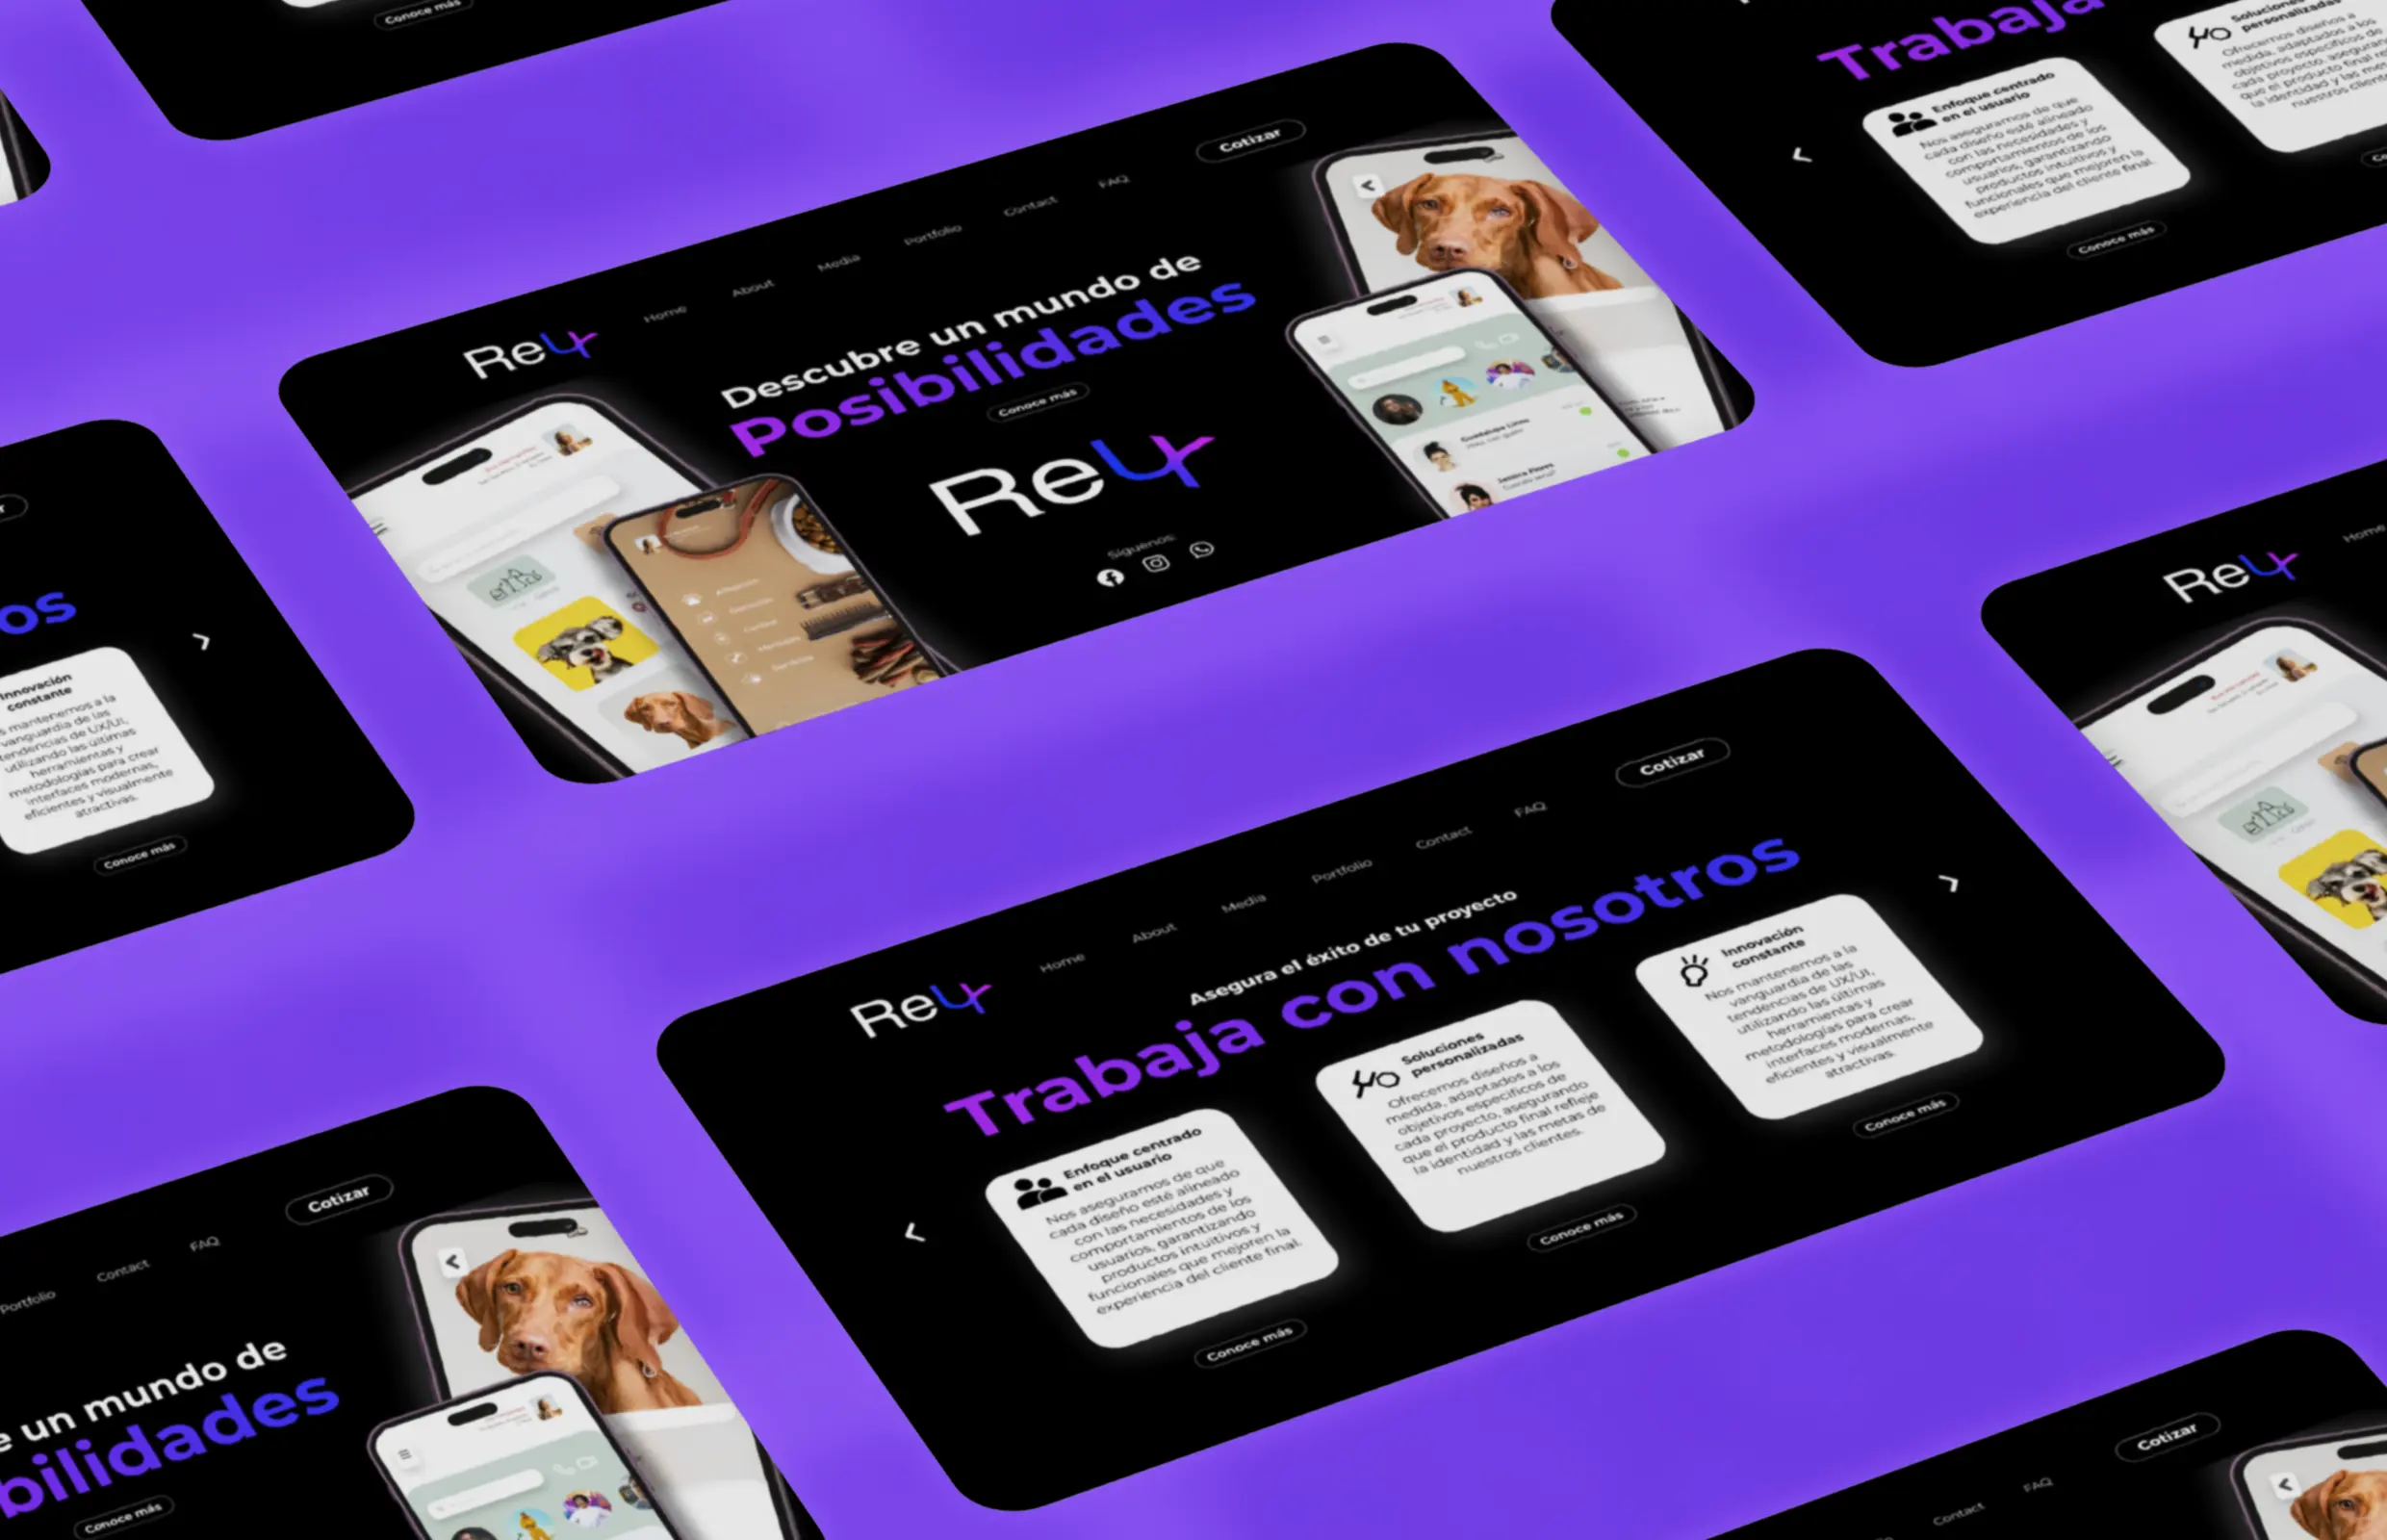 Conoce más
Trabaja
Enfoque centrado
en el usuario
Nos aseguramos de que
cada diseño esté alineado
con las necesidades y
comportamientos de los
usuarios, garantizando
productos intuitivos y
funcionales que mejoren la
experiencia del cliente final.
Conoce más
Soluciones
personalizadas
Ofrecemos diseños a
medida, adaptados a los
objetivos específicos de
cada proyecto,
que el producto final
la identidad y las
Home
About
Media
Portfolio
Contact
FAQ
Cotizar
Descubre un mundo de
Posibilidades
Conoce más
Síguenos:
Guadalupe
Jessica Flores
os
Innovación
constante
mantenemos a la
vanguardia de las
tendencias de UX/UI,
utilizando las últimas
herramientas y
metodologías para crear
interfaces modernas,
eficientes y visualmente
atractivas.
Conoce más
Home
Home
About
Media
Portfolio
Contact
FAQ
Cotizar
Asegura el éxito de tu proyecto
Trabaja con nosotros
Enfoque centrado
en el usuario
Nos aseguramos de que
cada diseño esté alineado
con las necesidades y
comportamientos de los
usuarios, garantizando
productos intuitivos y
funcionales que mejoren la
experiencia del cliente final.
Conoce más
Soluciones
personalizadas
Ofrecemos diseños a
medida, adaptados a los
objetivos específicos de
cada proyecto, asegurando
que el producto final refleje
la identidad y las metas de
nuestros clientes.
Conoce más
Innovación
constante
Nos mantenemos a la
vanguardia de las
tendencias de UX/UI,
utilizando las últimas
herramientas y
metodologías para crear
interfaces modernas,
eficientes y visualmente
atractivas.
Conoce más
Portfolio
Contact
FAQ
Cotizar
e un mundo de
bilidades
Conoce más
Contact
FAQ
Cotizar